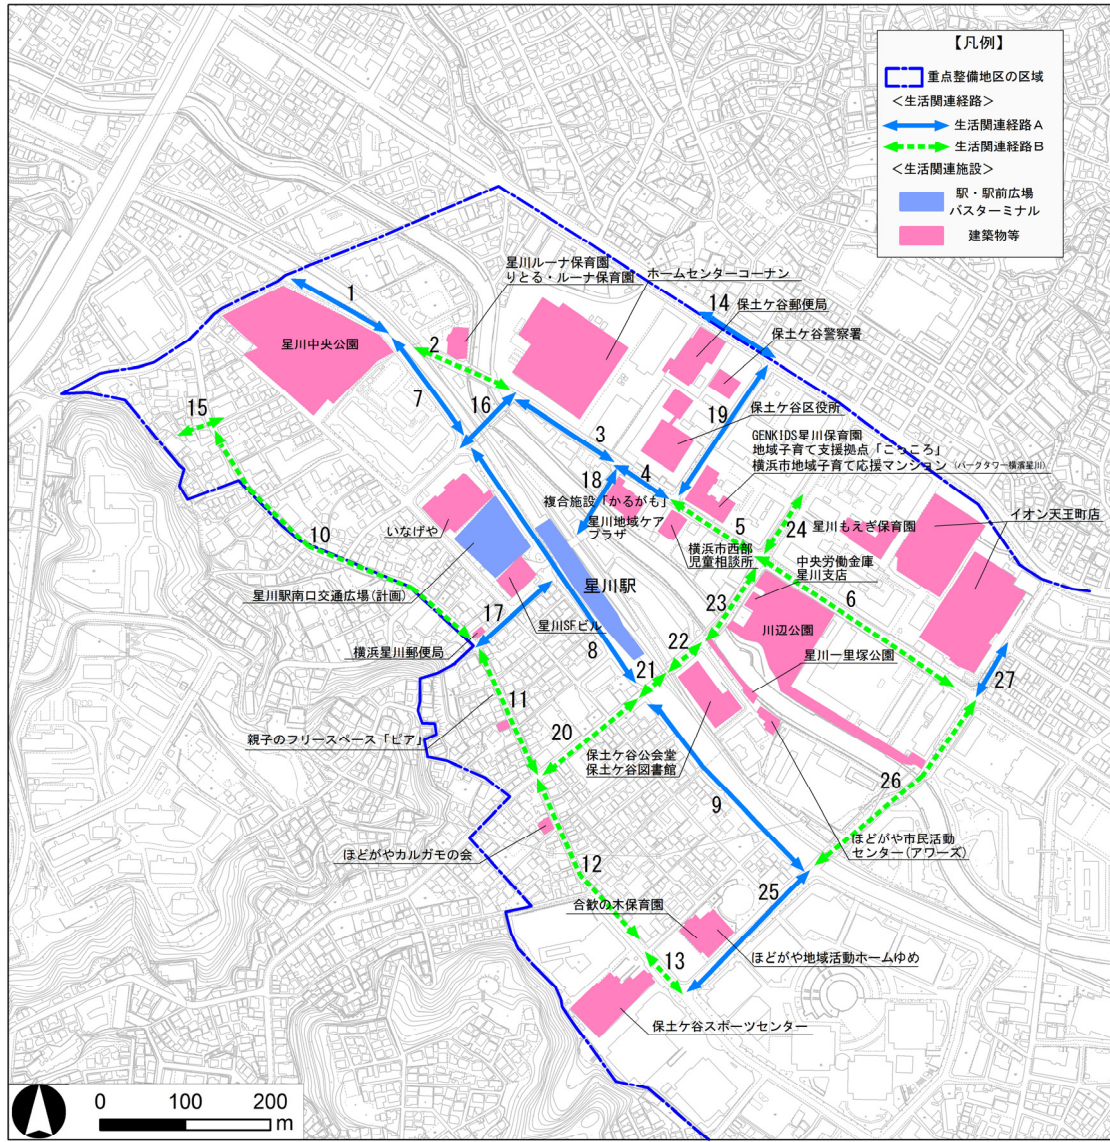 【凡例】
重点整備地区の区域
＜生活関連経路＞
生活関連経路A
生活関連経路B
＜生活関連施設＞
駅・駅前広場
バスターミナル
建築物等
星川ルーナ保育園
りとる・ルーナ保育園
ホームセンターコーナン
14
保土ケ谷郵便局
1
保土ケ谷警察署
星川中央公園
2
7
15
16
19
保土ケ谷区役所
3
GENKIDS星川保育園
地域子育て支援拠点「こっころ」
横浜市地域子育て応援マンション（パークタワー横濱星川）
18
4
複合施設「かるがも」
星川地域ケア
プラザ
いなげや
5
24
星川もえぎ保育園
イオン天王町店
10
横浜市西部
児童相談所
中央労働金庫
星川支店
星川駅
星川駅南口交通広場(計画)
17
星川SFビル
23
6
川辺公園
横浜星川郵便局
8
22
21
星川一里塚公園
27
11
親子のフリースペース「ピア」
20
保土ケ谷公会堂
保土ケ谷図書館
26
9
ほどがや市民活動
センター(アワーズ)
ほどがやカルガモの会
12
25
合歓の木保育園
13
ほどがや地域活動ホームゆめ
保土ケ谷スポーツセンター
0
100
200
m